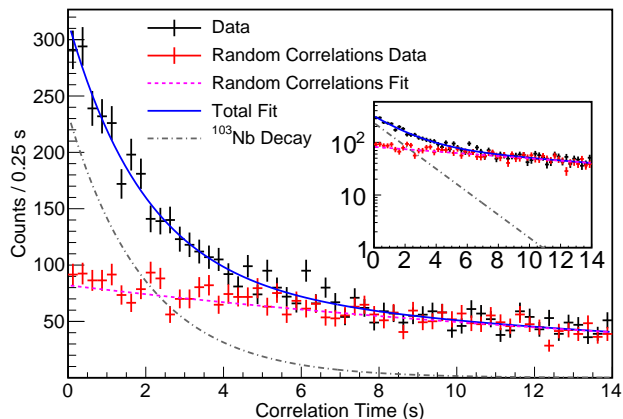 Data
Random Correlations Data
Random Correlations Fit
Total Fit
¹⁰³Nb Decay
Counts / 0.25 s
300
250
200
150
100
50
0 2 4 6 8 10 12 14
Correlation Time (s)
10²
10
1
0 2 4 6 8 10 12 14